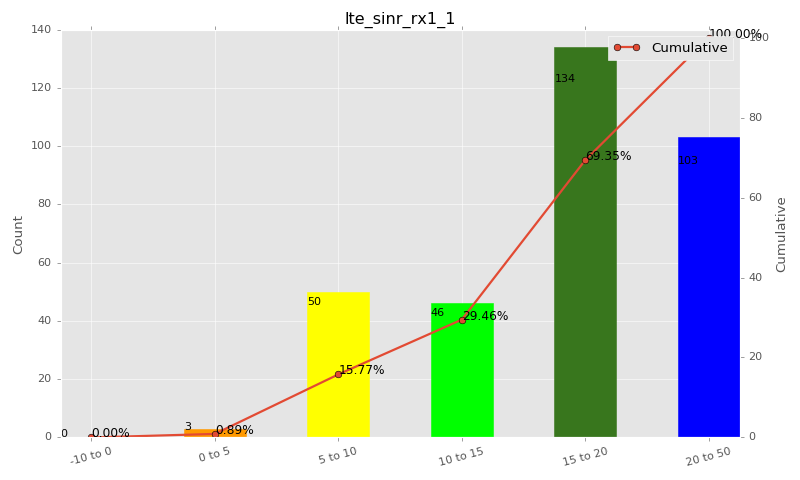 lte_sinr_rx1_1
Cumulative
Count
Cumulative
140
120
100
80
60
40
20
0
100
80
60
40
20
0
0
3
50
46
134
103
0.00%
0.89%
15.77%
29.46%
69.35%
100.00%
-10 to 0
0 to 5
5 to 10
10 to 15
15 to 20
20 to 50